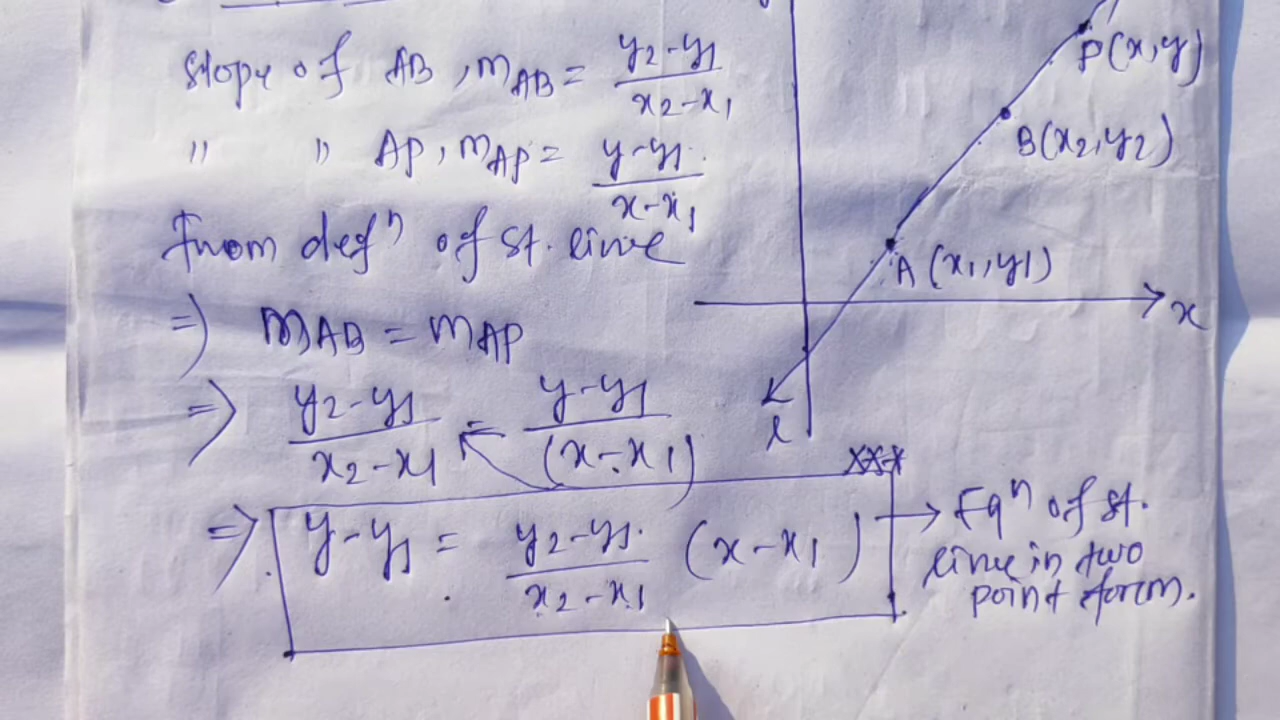 Slope of AB, mAB = y2-y1/x2-x1
" " AP, mAP = y-y1/x-x1
From defⁿ of st. line
=> mAB = mAP
=> y2-y1/x2-x1 = y-y1/(x-x1)
=> y-y1 = y2-y1/x2-x1 (x-x1)
xxx
→ Eqⁿ of st.
line in two
point form.
P(x,y)
B(x2,y2)
A(x1,y1)
x
l